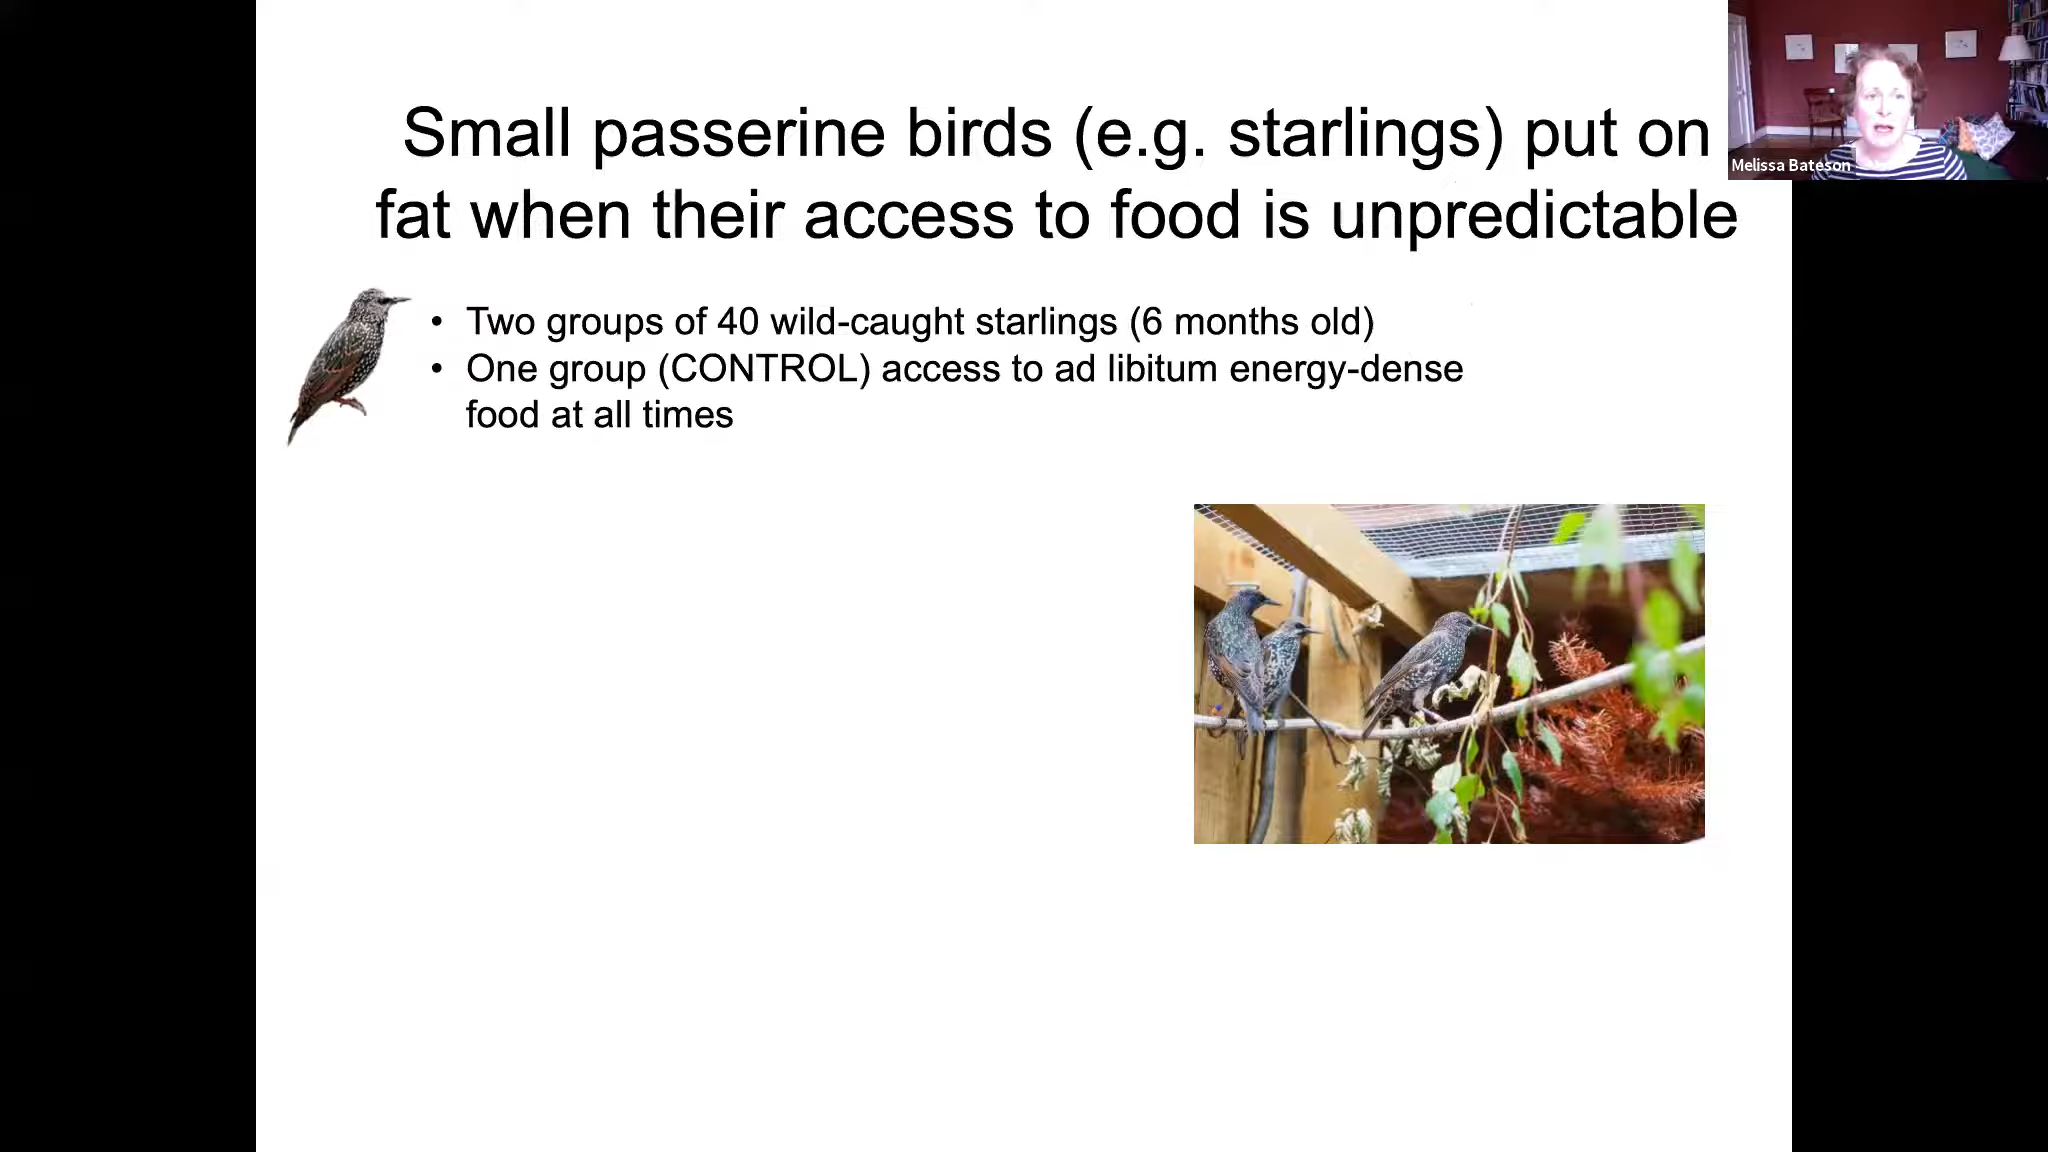 Small passerine birds (e.g. starlings) put on
fat when their access to food is unpredictable
Melissa Bateson
• Two groups of 40 wild-caught starlings (6 months old)
• One group (CONTROL) access to ad libitum energy-dense
food at all times